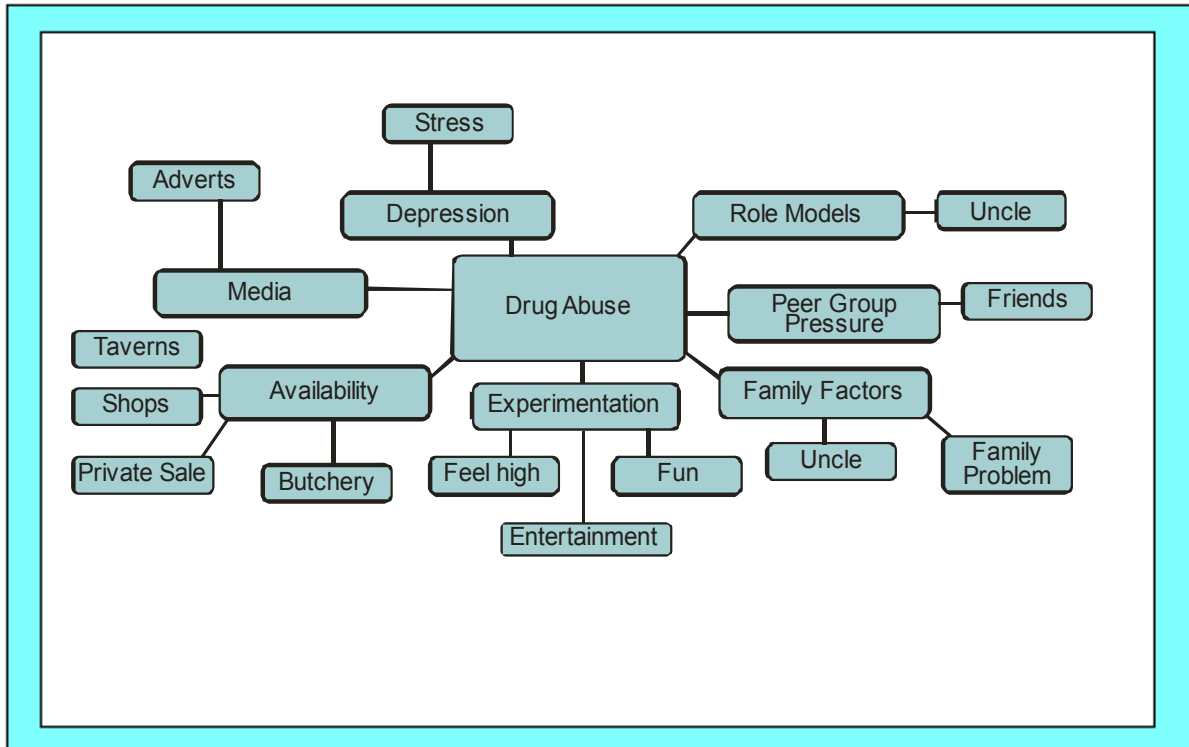 Stress
Adverts
Depression
Role Models
Uncle
Media
Drug Abuse
Peer Group
Pressure
Friends
Taverns
Availability
Experimentation
Family Factors
Shops
Private Sale
Butchery
Feel high
Fun
Uncle
Family
Problem
Entertainment